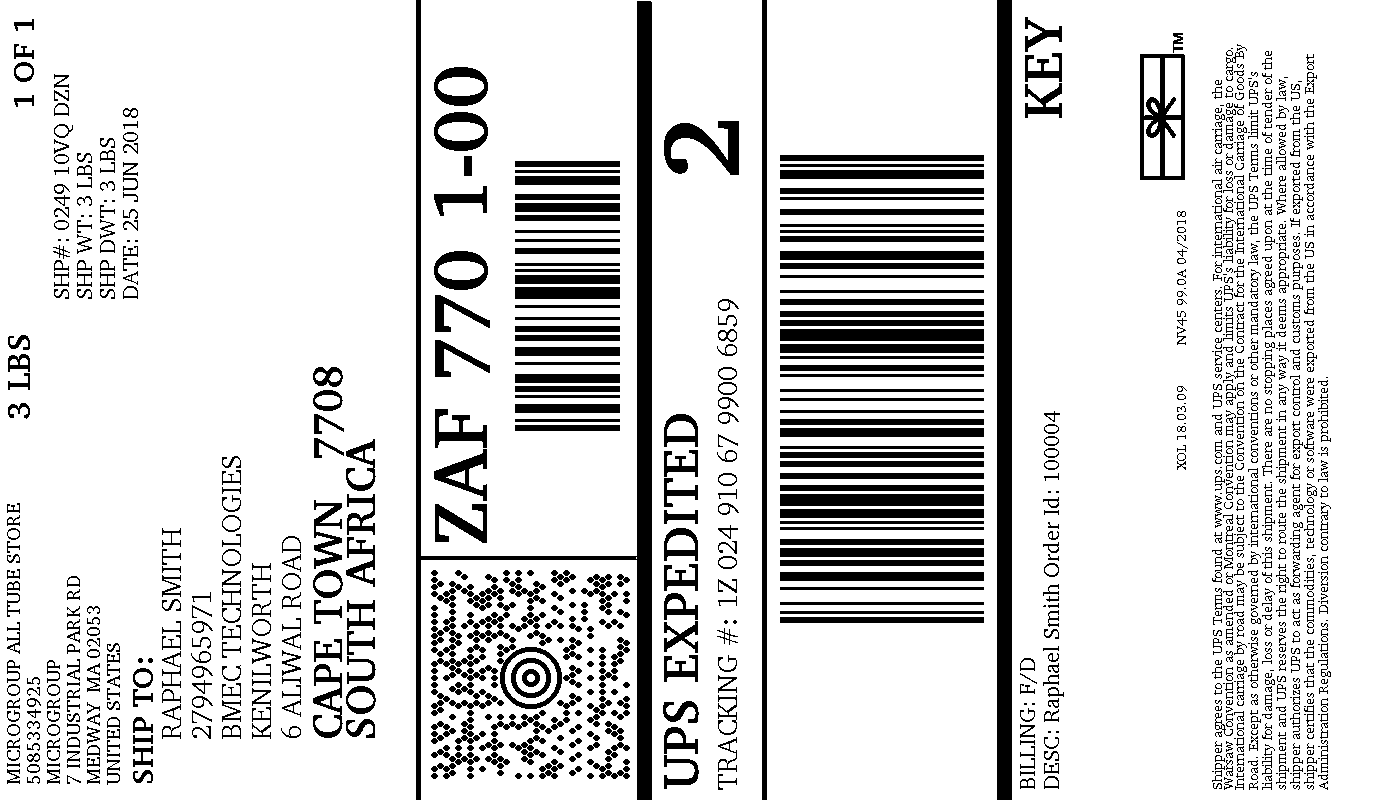 MICROGROUP ALL TUBE STORE
5085334925
MICROGROUP
7 INDUSTRIAL PARK RD
MEDWAY MA 02053
UNITED STATES
3 LBS
1 OF 1
SHP#: 0249 10VQ DZN
SHP WT: 3 LBS
SHP DWT: 3 LBS
DATE: 25 JUN 2018
SHIP TO:
RAPHAEL SMITH
2794965971
BMEC TECHNOLOGIES
KENILWORTH
6 ALIWAL ROAD
CAPE TOWN 7708
SOUTH AFRICA
ZAF 770 1-00
UPS EXPEDITED
2
TRACKING #: 1Z 024 910 67 9900 6859
BILLING: F/D
DESC: Raphael Smith Order Id: 100004
KEY
TM
XOL 18.03.09 NV45 99.0A 04/2018
Shipper agrees to the UPS Terms found at www.ups.com and UPS service centers. For international air carriage, the
Warsaw Convention as amended or Montreal Convention may apply and limits UPS's liability for loss or damage to cargo.
International carriage by road may be subject to the Convention on the Contract for the International Carriage of Goods By
Road. Except as otherwise governed by international conventions or other mandatory law, the UPS Terms limit UPS's
liability for damage, loss or delay of this shipment. There are no stopping places agreed upon at the time of tender of the
shipment and UPS reserves the right to route the shipment in any way it deems appropriate. Where allowed by law,
shipper authorizes UPS to act as forwarding agent for export control and customs purposes. If exported from the US,
shipper certifies that the commodities, technology or software were exported from the US in accordance with the Export
Administration Regulations. Diversion contrary to law is prohibited.